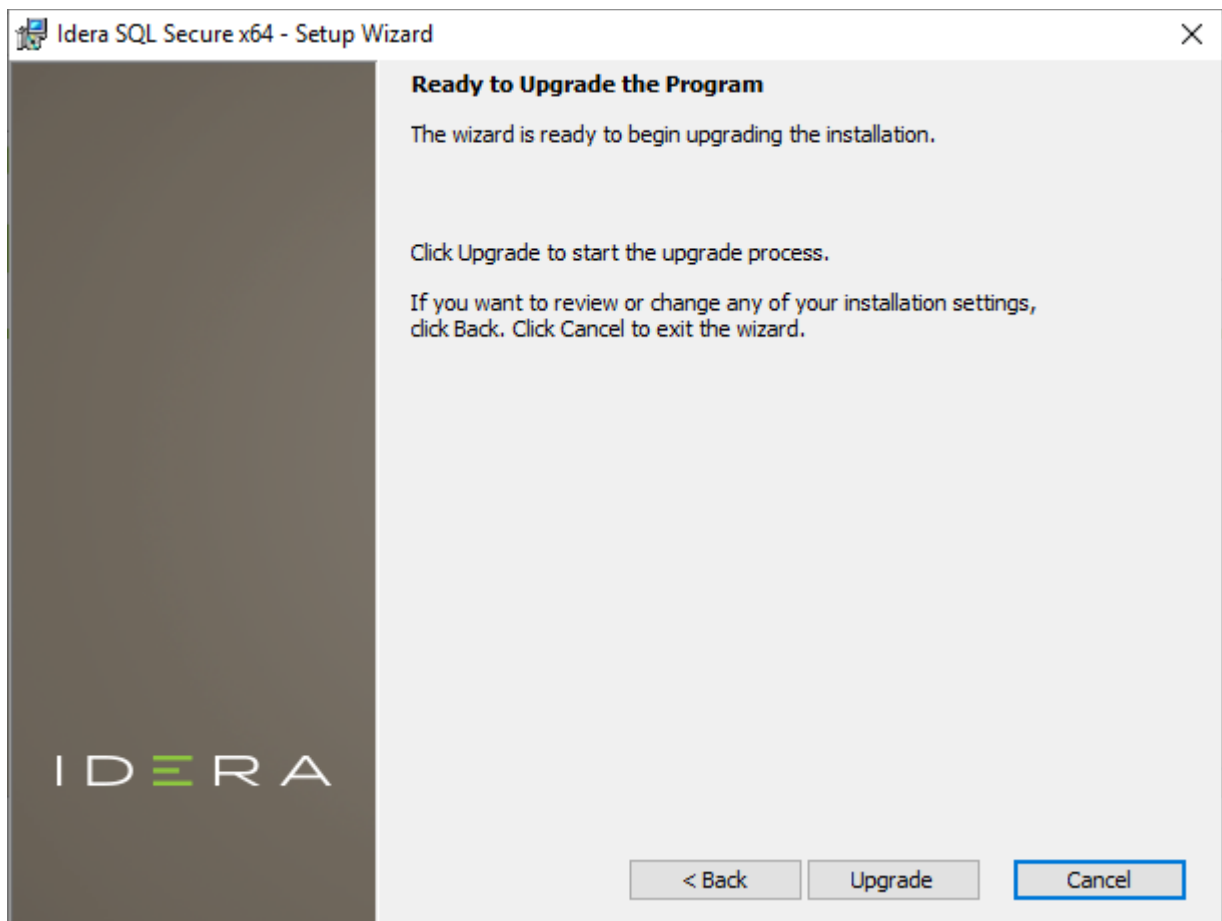 Idera SQL Secure x64 - Setup Wizard
Ready to Upgrade the Program
The wizard is ready to begin upgrading the installation.
Click Upgrade to start the upgrade process.
If you want to review or change any of your installation settings,
click Back. Click Cancel to exit the wizard.
IDERA
< Back
Upgrade
Cancel